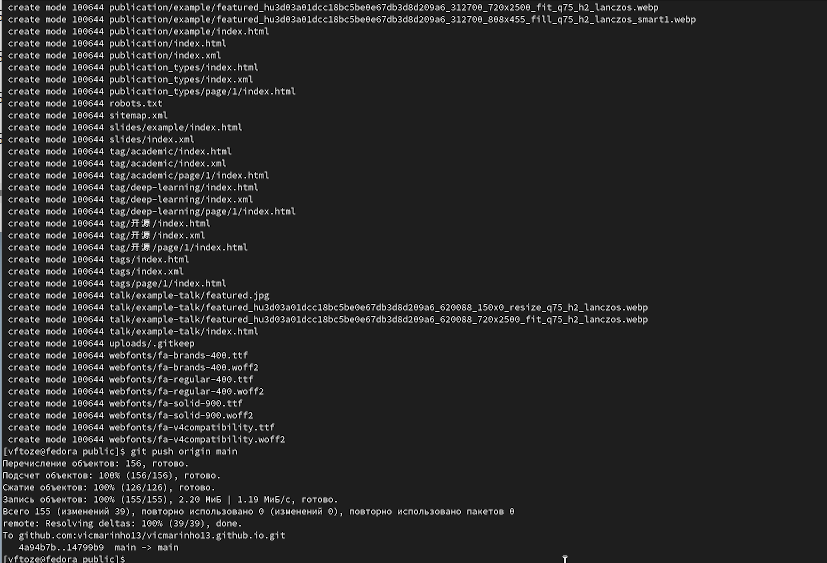 create mode 100644 publication/example/featured_hu3d03a01dcc18bc5be0e67db3d8d209a6_312700_720x2500_fit_q75_h2_lanczos.webp
create mode 100644 publication/example/featured_hu3d03a01dcc18bc5be0e67db3d8d209a6_312700_808x455_fill_q75_h2_lanczos_smart1.webp
create mode 100644 publication/example/index.html
create mode 100644 publication/index.html
create mode 100644 publication/index.xml
create mode 100644 publication_types/index.html
create mode 100644 publication_types/index.xml
create mode 100644 publication_types/page/1/index.html
create mode 100644 robots.txt
create mode 100644 sitemap.xml
create mode 100644 slides/example/index.html
create mode 100644 slides/index.xml
create mode 100644 tag/academic/index.html
create mode 100644 tag/academic/index.xml
create mode 100644 tag/academic/page/1/index.html
create mode 100644 tag/deep-learning/index.html
create mode 100644 tag/deep-learning/index.xml
create mode 100644 tag/deep-learning/page/1/index.html
create mode 100644 tag/开源/index.html
create mode 100644 tag/开源/index.xml
create mode 100644 tag/开源/page/1/index.html
create mode 100644 tags/index.html
create mode 100644 tags/index.xml
create mode 100644 tags/page/1/index.html
create mode 100644 talk/example-talk/featured.jpg
create mode 100644 talk/example-talk/featured_hu3d03a01dcc18bc5be0e67db3d8d209a6_620088_150x0_resize_q75_h2_lanczos.webp
create mode 100644 talk/example-talk/featured_hu3d03a01dcc18bc5be0e67db3d8d209a6_620088_720x2500_fit_q75_h2_lanczos.webp
create mode 100644 talk/example-talk/index.html
create mode 100644 uploads/.gitkeep
create mode 100644 webfonts/fa-brands-400.ttf
create mode 100644 webfonts/fa-brands-400.woff2
create mode 100644 webfonts/fa-regular-400.ttf
create mode 100644 webfonts/fa-regular-400.woff2
create mode 100644 webfonts/fa-solid-900.ttf
create mode 100644 webfonts/fa-solid-900.woff2
create mode 100644 webfonts/fa-v4compatibility.ttf
create mode 100644 webfonts/fa-v4compatibility.woff2
[vftoze@fedora public]$ git push origin main
Перечисление объектов: 156, готово.
Подсчет объектов: 100% (156/156), готово.
Сжатие объектов: 100% (126/126), готово.
Запись объектов: 100% (155/155), 2.20 МиБ | 1.19 МиБ/с, готово.
Всего 155 (изменений 39), повторно использовано 0 (изменений 0), повторно использовано пакетов 0
remote: Resolving deltas: 100% (39/39), done.
To github.com:vicmarinho13/vicmarinho13.github.io.git
4a94b7b..14799b9 main -> main
[vftoze@fedora public]$